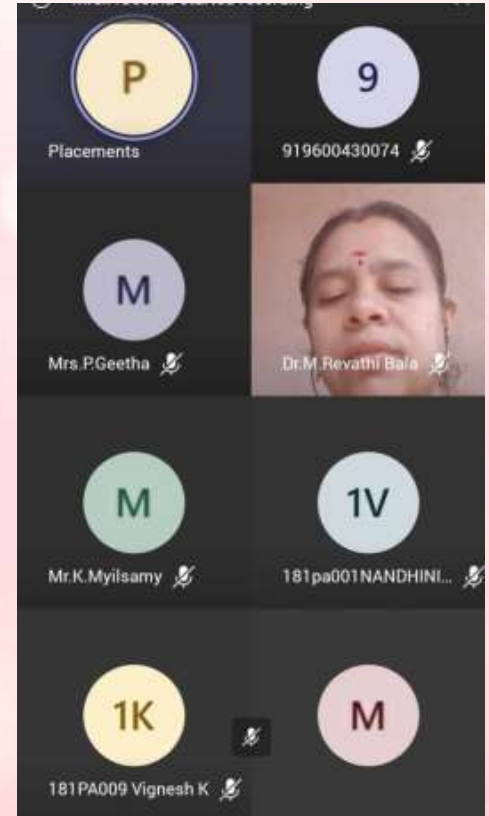 P
9
Placements
919600430074
M
Mrs.P.Geetha
Dr.M.Revathi Bala
M
1V
Mr.K.Myilsamy
181pa001NANDHINI...
1K
M
181PA009 Vignesh K